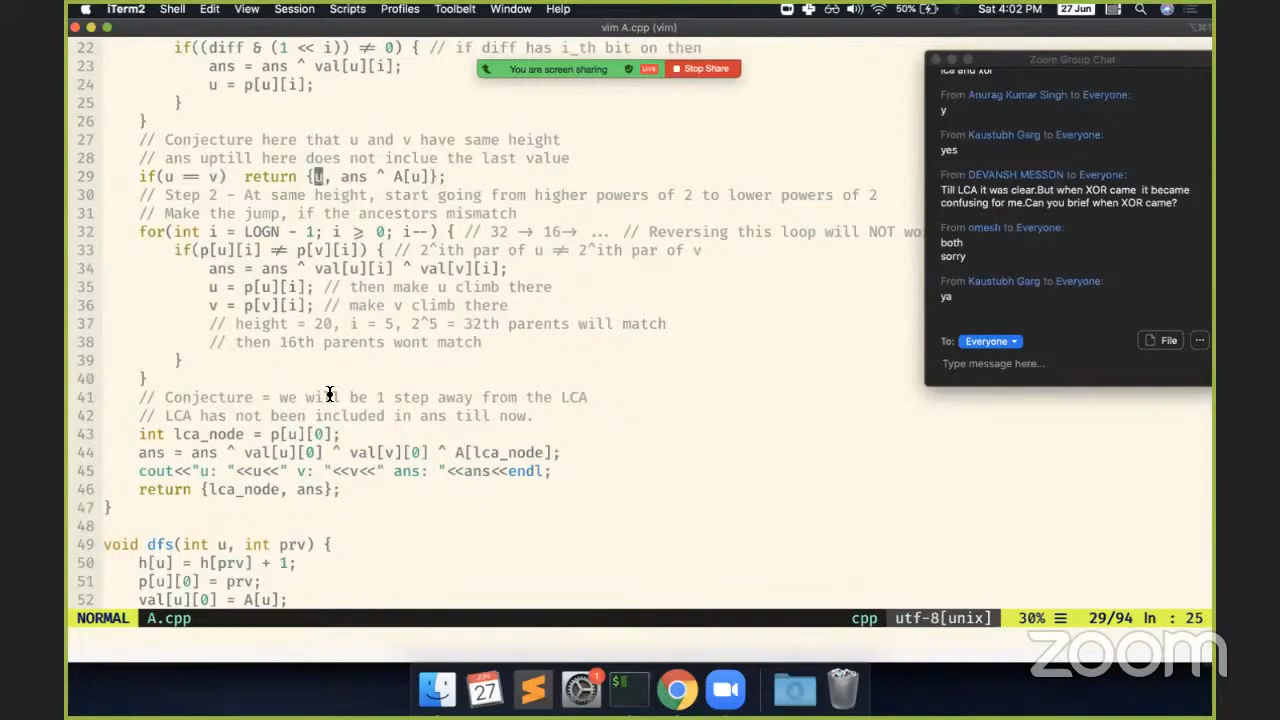 iTerm2 Shell Edit View Session Scripts Profiles Toolbelt Window Help 50% Sat 4:02 PM 27 Jun
vim A.cpp (vim)
You are screen sharing LIVE Stop Share
22 if((diff & (1 << i)) ≠ 0) { // if diff has i_th bit on then
23 ans = ans ^ val[u][i];
24 u = p[u][i];
25 }
26 }
27 // Conjecture here that u and v have same height
28 // ans uptill here does not inclue the last value
29 if(u == v) return {u, ans ^ A[u]};
30 // Step 2 - At same height, start going from higher powers of 2 to lower powers of 2
31 // Make the jump, if the ancestors mismatch
32 for(int i = LOGN - 1; i ≥ 0; i--) { // 32 → 16→ ... // Reversing this loop will NOT wo
33 if(p[u][i] ≠ p[v][i]) { // 2^ith par of u ≠ 2^ith par of v
34 ans = ans ^ val[u][i] ^ val[v][i];
35 u = p[u][i]; // then make u climb there
36 v = p[v][i]; // make v climb there
37 // height = 20, i = 5, 2^5 = 32th parents will match
38 // then 16th parents wont match
39 }
40 }
41 // Conjecture = we will be 1 step away from the LCA
42 // LCA has not been included in ans till now.
43 int lca_node = p[u][0];
44 ans = ans ^ val[u][0] ^ val[v][0] ^ A[lca_node];
45 cout<<"u: "<<u<<" v: "<<v<<" ans: "<<ans<<endl;
46 return {lca_node, ans};
47 }
48
49 void dfs(int u, int prv) {
50 h[u] = h[prv] + 1;
51 p[u][0] = prv;
52 val[u][0] = A[u];
NORMAL A.cpp cpp utf-8[unix] 30% ☰ 29/94 ln : 25
Zoom Group Chat
lca and xor
From Anurag Kumar Singh to Everyone:
y
From Kaustubh Garg to Everyone:
yes
From DEVANSH MESSON to Everyone:
Till LCA it was clear.But when XOR came it became
confusing for me.Can you brief when XOR came?
From omesh to Everyone:
both
sorry
From Kaustubh Garg to Everyone:
ya
To: Everyone File ...
Type message here...
JUN
27
1
$
zoom